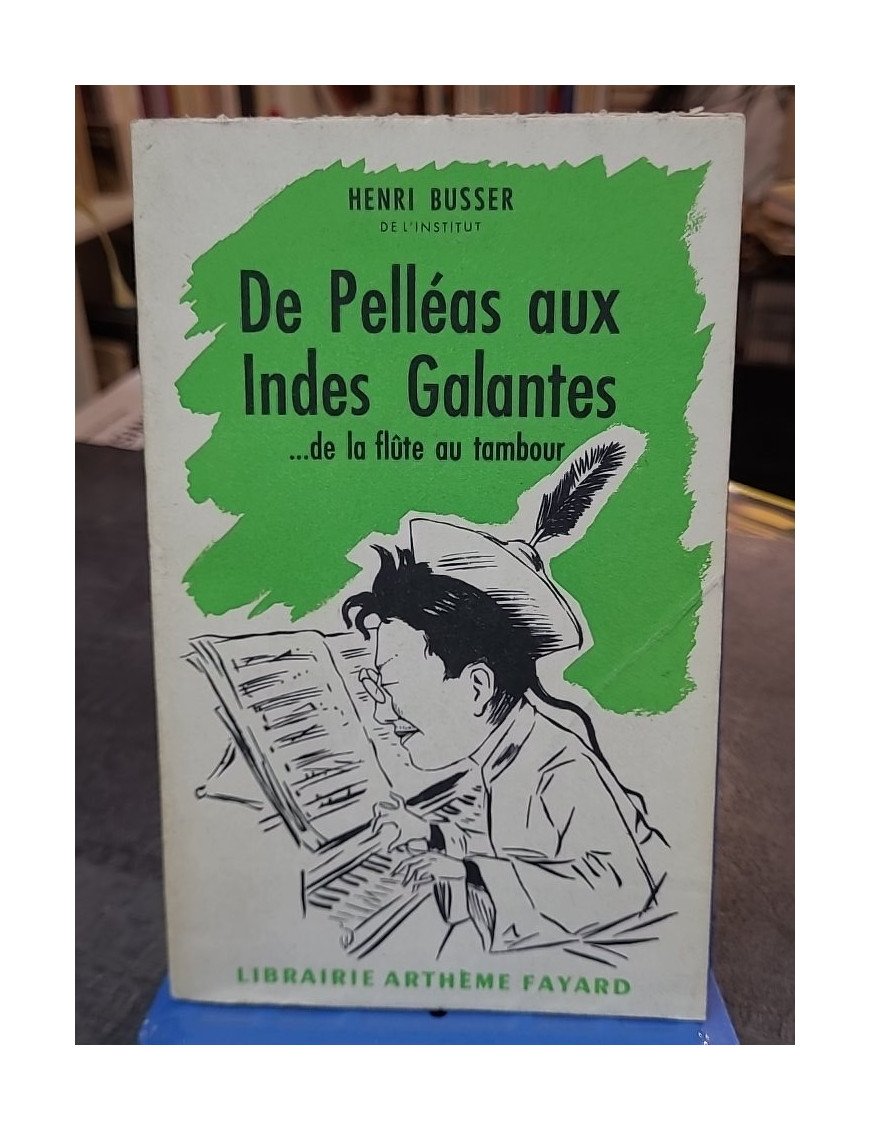 HENRI BUSSER
DE L'INSTITUT
De Pelléas aux
Indes Galantes
...de la flûte au tambour
LIBRAIRIE ARTHÈME FAYARD